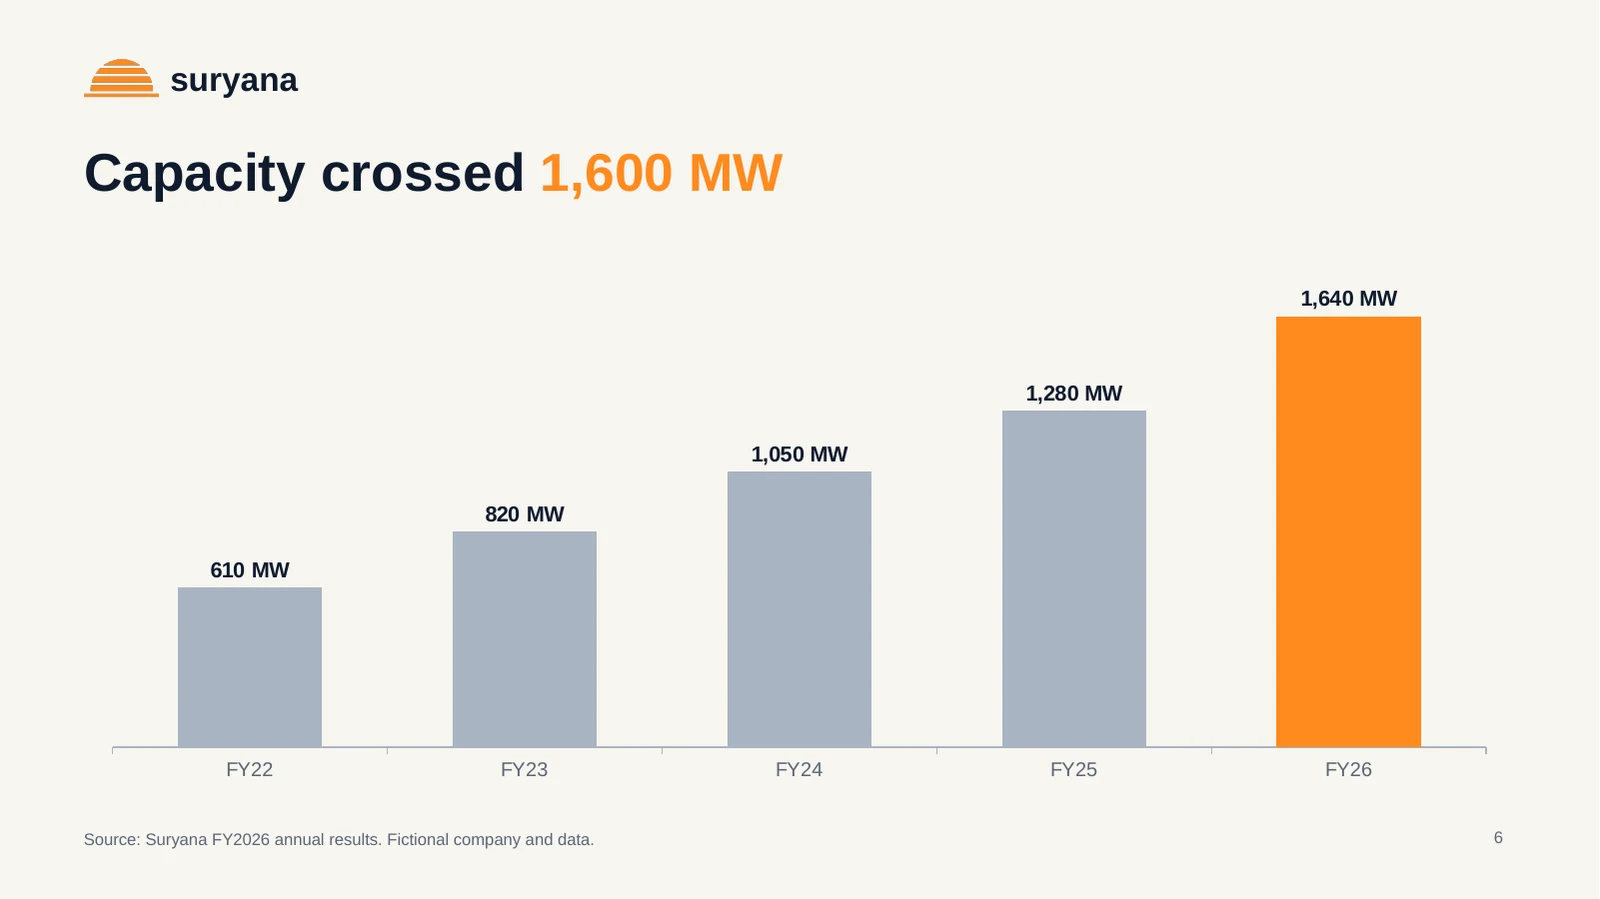 suryana
Capacity crossed 1,600 MW
1,640 MW
1,280 MW
1,050 MW
820 MW
610 MW
FY22 FY23 FY24 FY25 FY26
Source: Suryana FY2026 annual results. Fictional company and data.
6